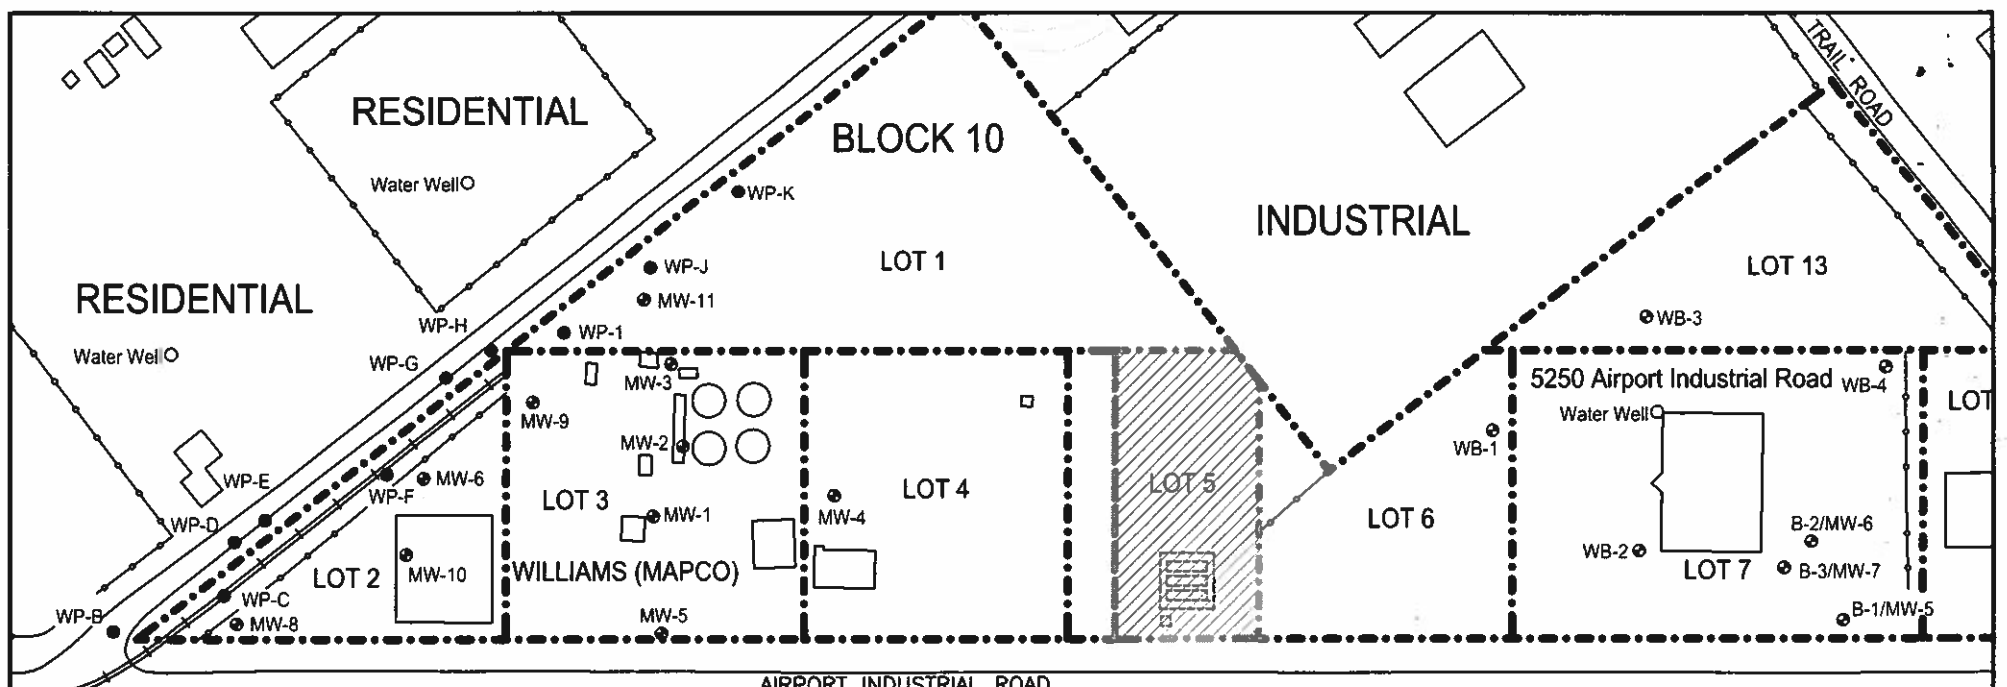 TRAIL ROAD
RESIDENTIAL
BLOCK 10
Water Well
WP-K
INDUSTRIAL
LOT 1
LOT 13
WP-J
RESIDENTIAL
MW-11
WP-H
WP-1
WB-3
Water Well
WP-G
MW-3
5250 Airport Industrial Road
WB-4
LOT
Water Well
MW-9
MW-2
WB-1
WP-E
WP-F
MW-6
LOT 3
LOT 4
LOT 5
LOT 6
WP-D
MW-1
MW-4
B-2/MW-6
WB-2
LOT 2
MW-10
WILLIAMS (MAPCO)
LOT 7
B-3/MW-7
WP-C
WP-B
MW-8
MW-5
B-1/MW-5
AIRPORT INDUSTRIAL ROAD